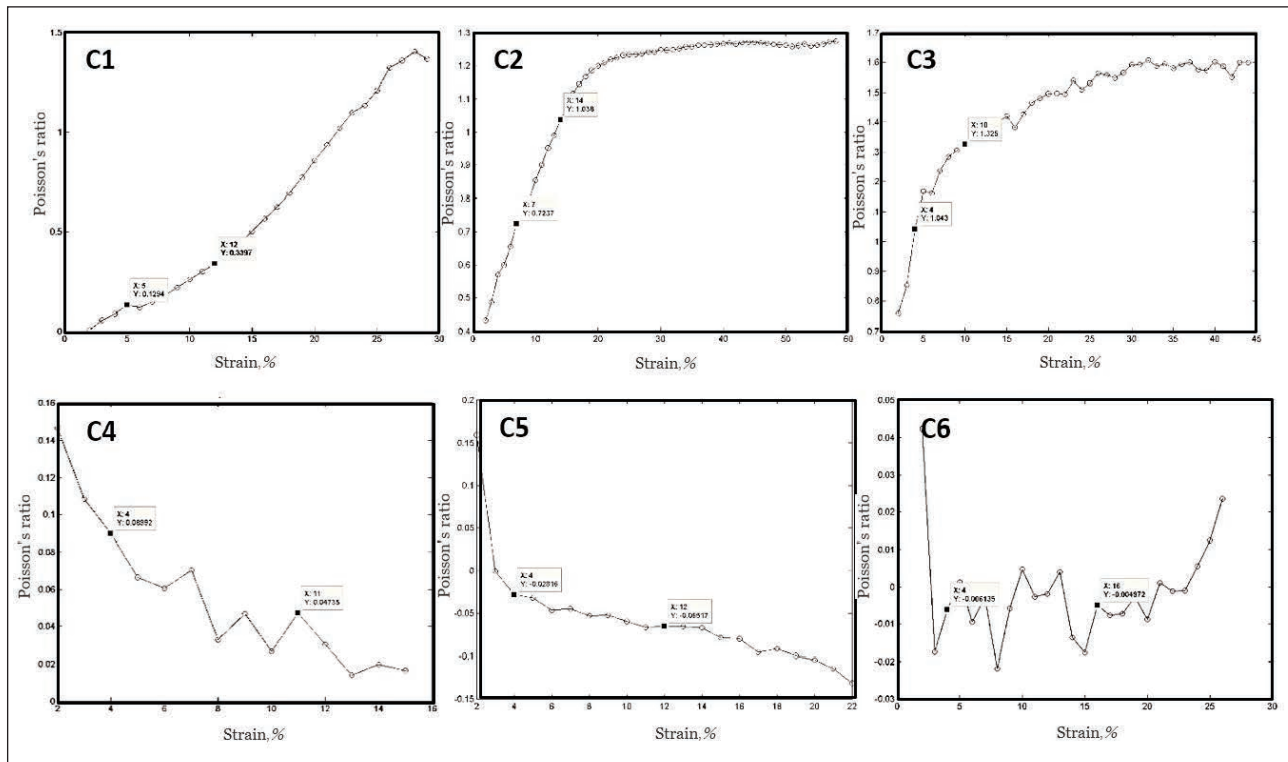 C1
1.5
1
0.5
0
0 5 10 15 20 25 30
X: 5
Y: 0.1294
X: 12
Y: 0.3397
Poisson's ratio
Strain,%
C2
1.3
1.2
1.1
1
0.9
0.8
0.7
0.6
0.5
0.4
0 10 20 30 40 50 60
X: 14
Y: 1.036
X: 7
Y: 0.7237
Poisson's ratio
Strain,%
C3
1.7
1.6
1.5
1.4
1.3
1.2
1.1
1
0.9
0.8
0.7
0 5 10 15 20 25 30 35 40 45
X: 10
Y: 1.325
X: 4
Y: 1.043
Poisson's ratio
Strain,%
C4
0.16
0.14
0.12
0.1
0.08
0.06
0.04
0.02
0
2 4 6 8 10 12 14 16
X: 4
Y: 0.08992
X: 11
Y: 0.04735
Poisson's ratio
Strain,%
C5
0.2
0.15
0.1
0.05
0
-0.05
-0.1
-0.15
2 4 6 8 10 12 14 16 18 20 22
X: 4
Y: -0.02816
X: 12
Y: -0.06517
Poisson's ratio
Strain,%
C6
0.05
0.04
0.03
0.02
0.01
0
-0.01
-0.02
-0.03
0 5 10 15 20 25 30
X: 4
Y: -0.006135
X: 16
Y: -0.004972
Poisson's ratio
Strain,%